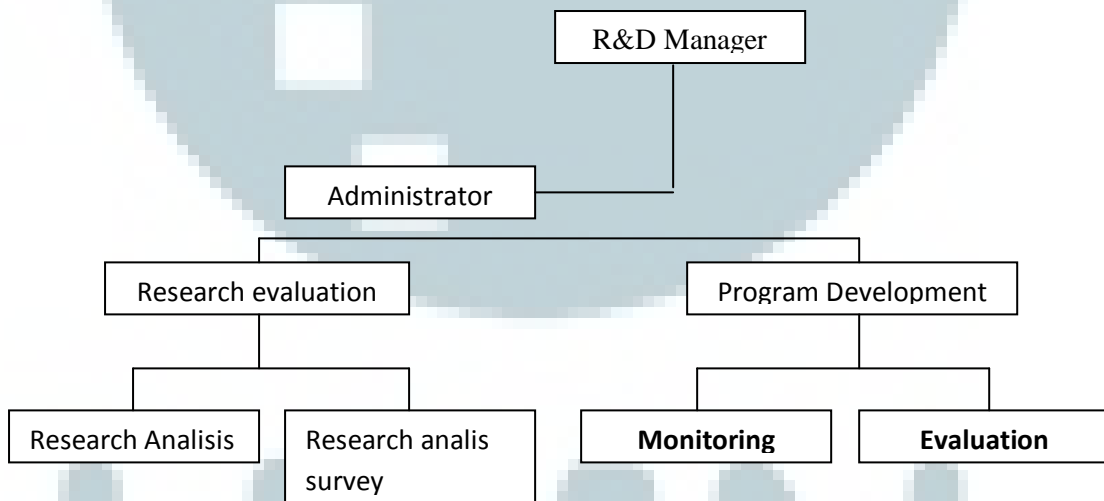 R&D Manager
Administrator
Research evaluation
Program Development
Research Analisis
Research analis
survey
Monitoring
Evaluation